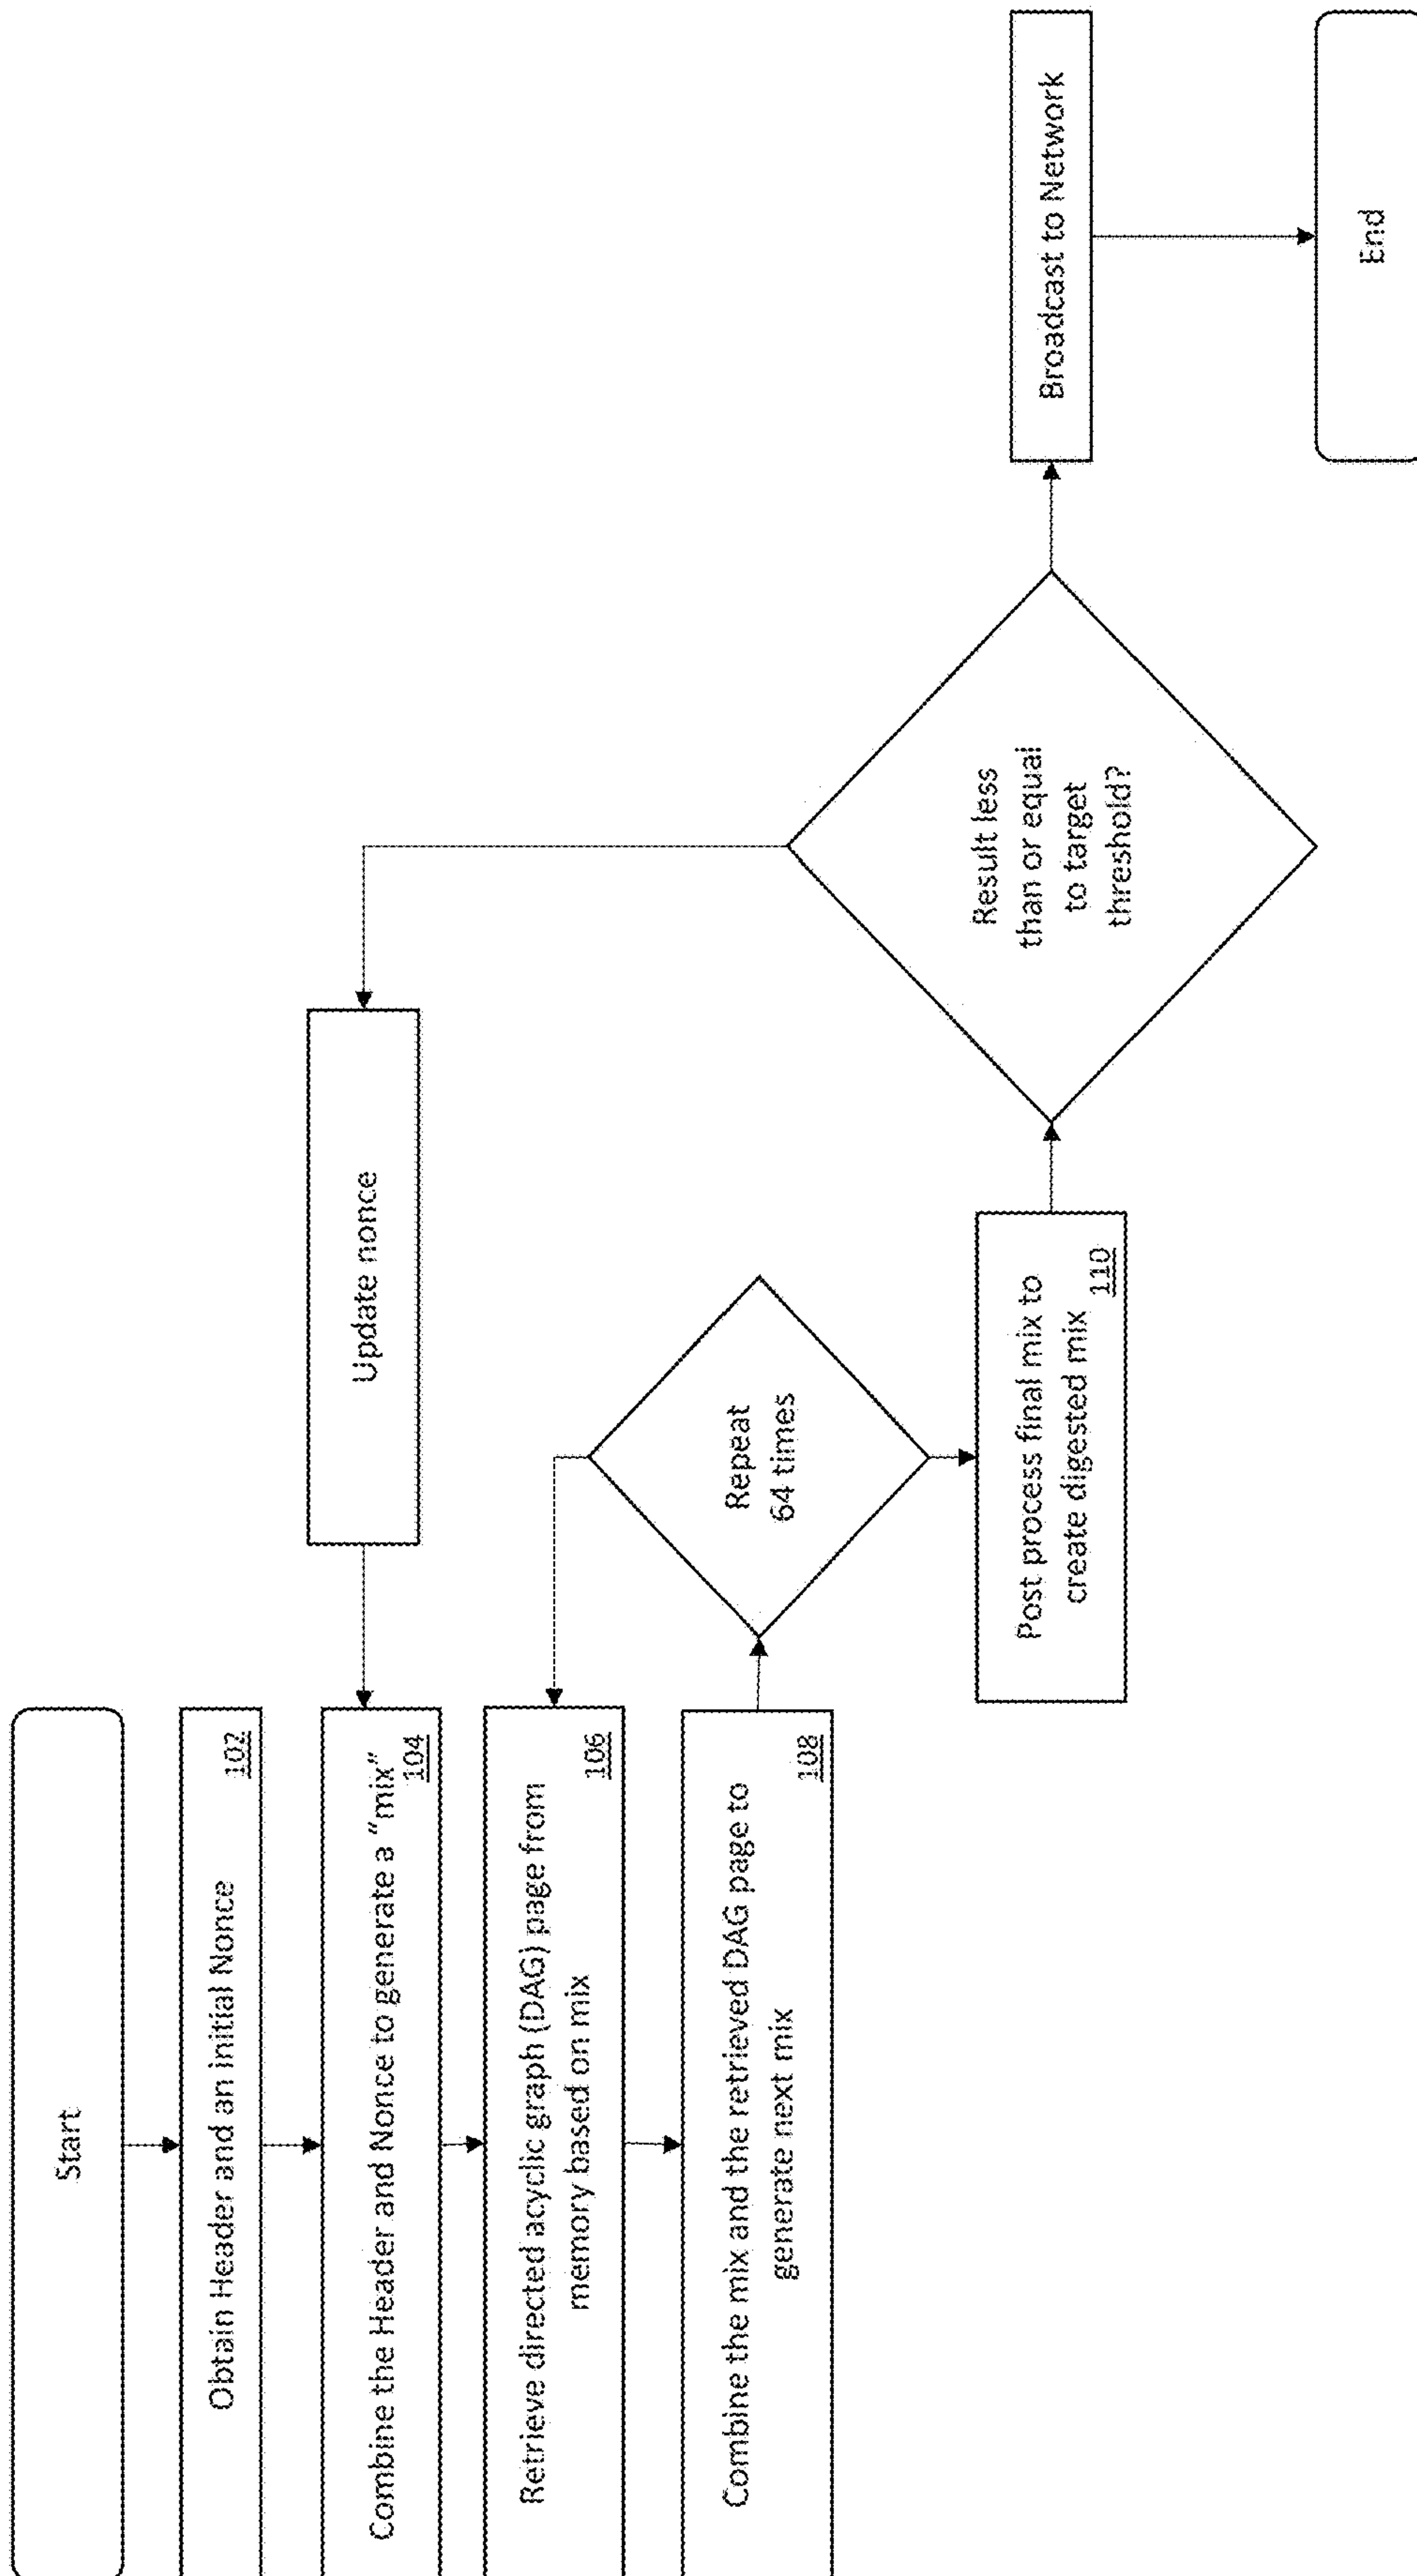 Start
Obtain Header and an initial Nonce
102
Combine the Header and Nonce to generate a “mix”
104
Retrieve directed acyclic graph (DAG) page from
memory based on mix
106
Combine the mix and the retrieved DAG page to
generate next mix
108
Repeat
64 times
Update nonce
Post process final mix to
create digested mix
110
Result less
than or equal
to target
threshold?
Broadcast to Network
End